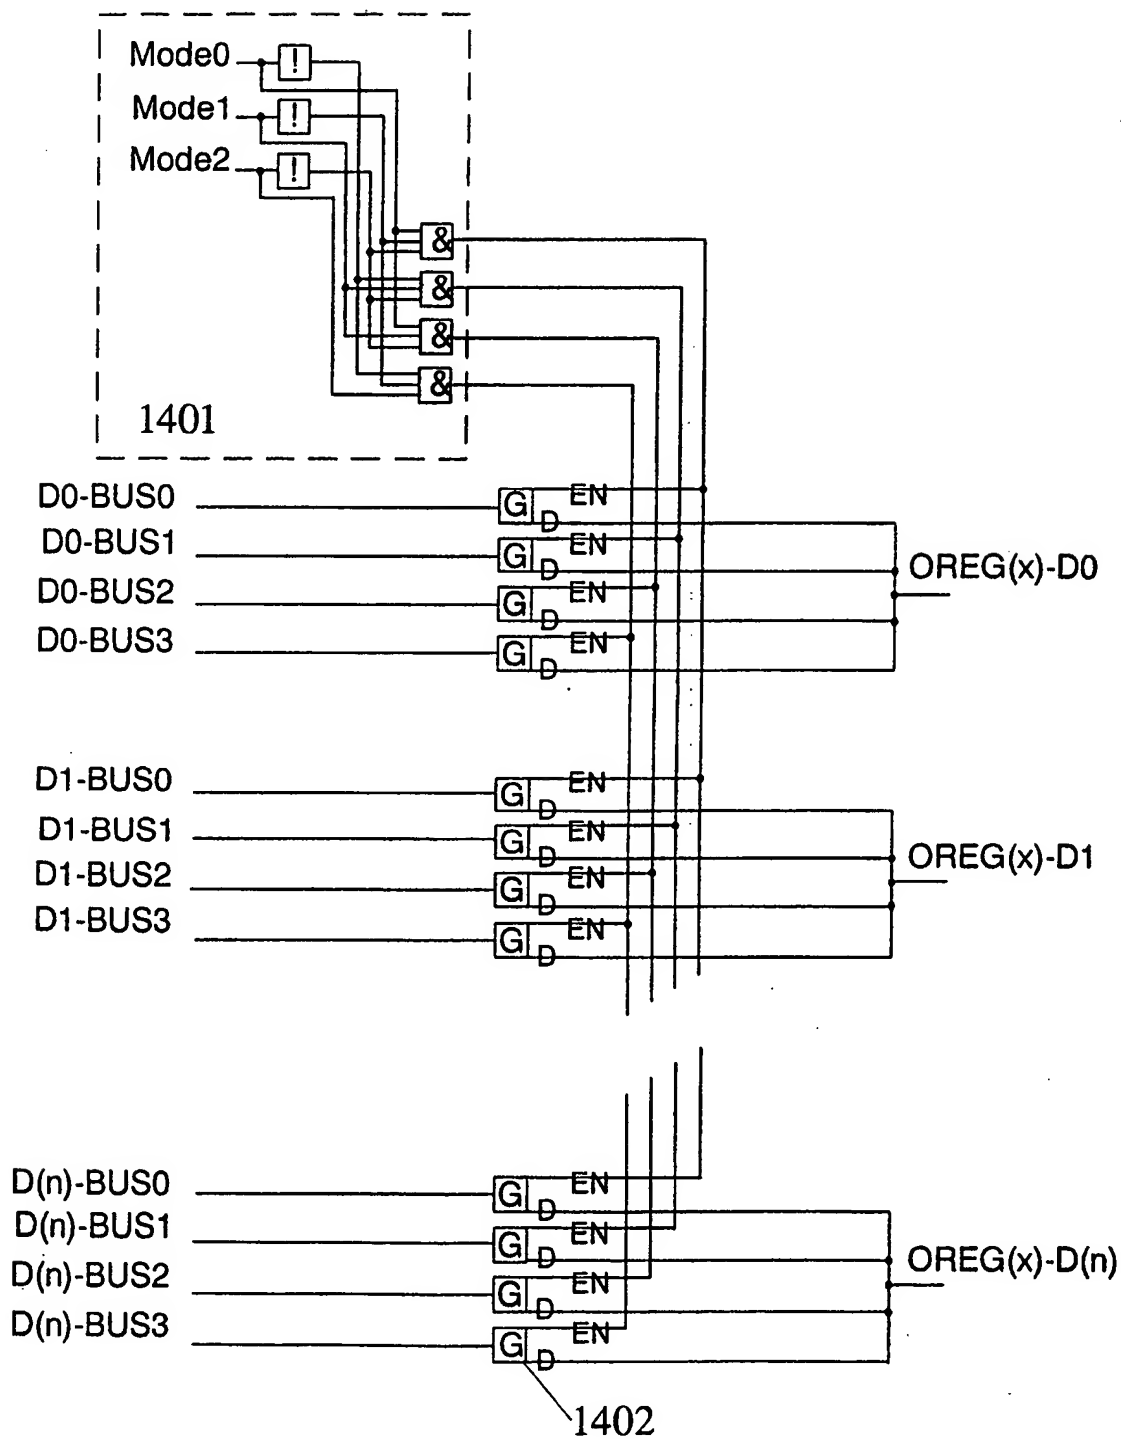 Mode0 !
Mode1 !
Mode2 !
&
&
&
&
1401
D0-BUS0 G EN
D
D0-BUS1 G EN
D
OREG(x)-D0
D0-BUS2 G EN
D
D0-BUS3 G EN
D
D1-BUS0 G EN
D
D1-BUS1 G EN
D
OREG(x)-D1
D1-BUS2 G EN
D
D1-BUS3 G EN
D
D(n)-BUS0 G EN
D
D(n)-BUS1 G EN
D
OREG(x)-D(n)
D(n)-BUS2 G EN
D
D(n)-BUS3 G EN
D
1402